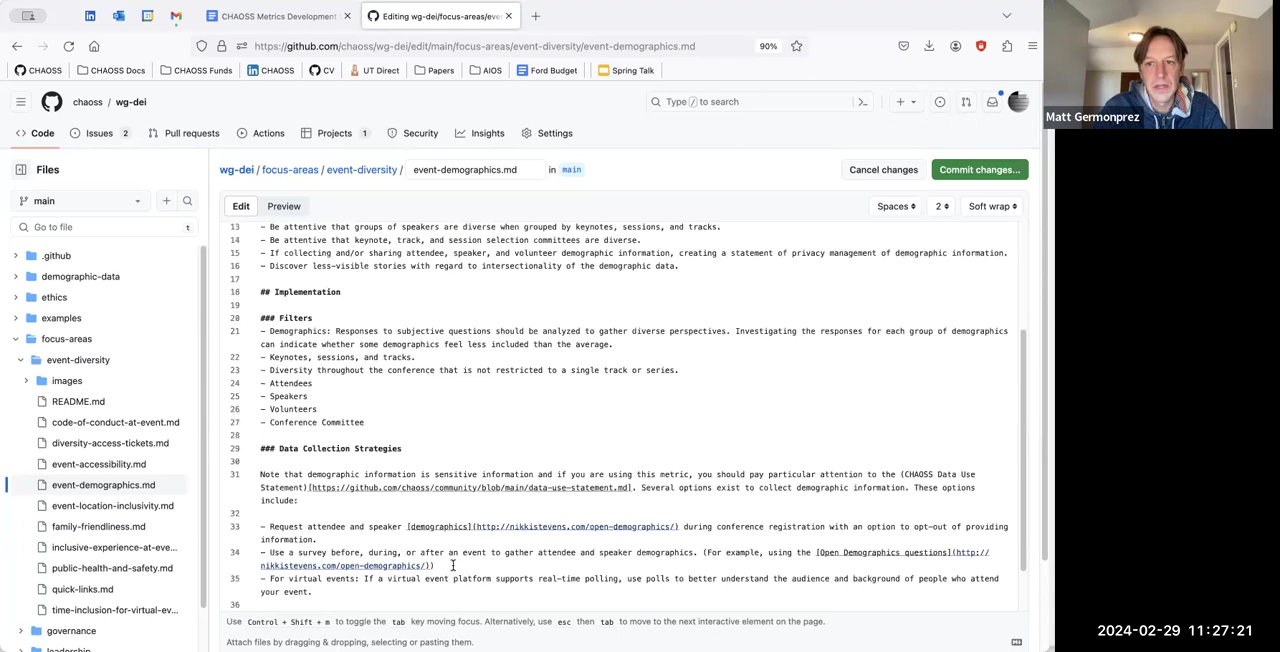 CHAOSS Metrics Development
Editing wg-dei/focus-areas/eve
https://github.com/chaoss/wg-dei/edit/main/focus-areas/event-diversity/event-demographics.md
90%
CHAOSS
CHAOSS Docs
CHAOSS Funds
CHAOSS
CV
UT Direct
Papers
AIOS
Ford Budget
Spring Talk
chaoss / wg-dei
Type / to search
Code
Issues 2
Pull requests
Actions
Projects 1
Security
Insights
Settings
Files
main
Go to file
t
.github
demographic-data
ethics
examples
focus-areas
event-diversity
images
README.md
code-of-conduct-at-event.md
diversity-access-tickets.md
event-accessibility.md
event-demographics.md
event-location-inclusivity.md
family-friendliness.md
inclusive-experience-at-eve...
public-health-and-safety.md
quick-links.md
time-inclusion-for-virtual-ev...
governance
leadership
wg-dei / focus-areas / event-diversity / event-demographics.md in main
Cancel changes
Commit changes...
Edit
Preview
Spaces
2
Soft wrap
13 - Be attentive that groups of speakers are diverse when grouped by keynotes, sessions, and tracks.
14 - Be attentive that keynote, track, and session selection committees are diverse.
15 - If collecting and/or sharing attendee, speaker, and volunteer demographic information, creating a statement of privacy management of demographic information.
16 - Discover less-visible stories with regard to intersectionality of the demographic data.
17
18 ## Implementation
19
20 ### Filters
21 - Demographics: Responses to subjective questions should be analyzed to gather diverse perspectives. Investigating the responses for each group of demographics
can indicate whether some demographics feel less included than the average.
22 - Keynotes, sessions, and tracks.
23 - Diversity throughout the conference that is not restricted to a single track or series.
24 - Attendees
25 - Speakers
26 - Volunteers
27 - Conference Committee
28
29 ### Data Collection Strategies
30
31 Note that demographic information is sensitive information and if you are using this metric, you should pay particular attention to the (CHAOSS Data Use
Statement)[https://github.com/chaoss/community/blob/main/data-use-statement.md]. Several options exist to collect demographic information. These options
include:
32
33 - Request attendee and speaker [demographics](http://nikkistevens.com/open-demographics/) during conference registration with an option to opt-out of providing
information.
34 - Use a survey before, during, or after an event to gather attendee and speaker demographics. (For example, using the [Open Demographics questions](http://
nikkistevens.com/open-demographics/))
35 - For virtual events: If a virtual event platform supports real-time polling, use polls to better understand the audience and background of people who attend
your event.
36
Use Control + Shift + m to toggle the tab key moving focus. Alternatively, use esc then tab to move to the next interactive element on the page.
Attach files by dragging & dropping, selecting or pasting them.
Matt Germonprez
2024-02-29 11:27:21